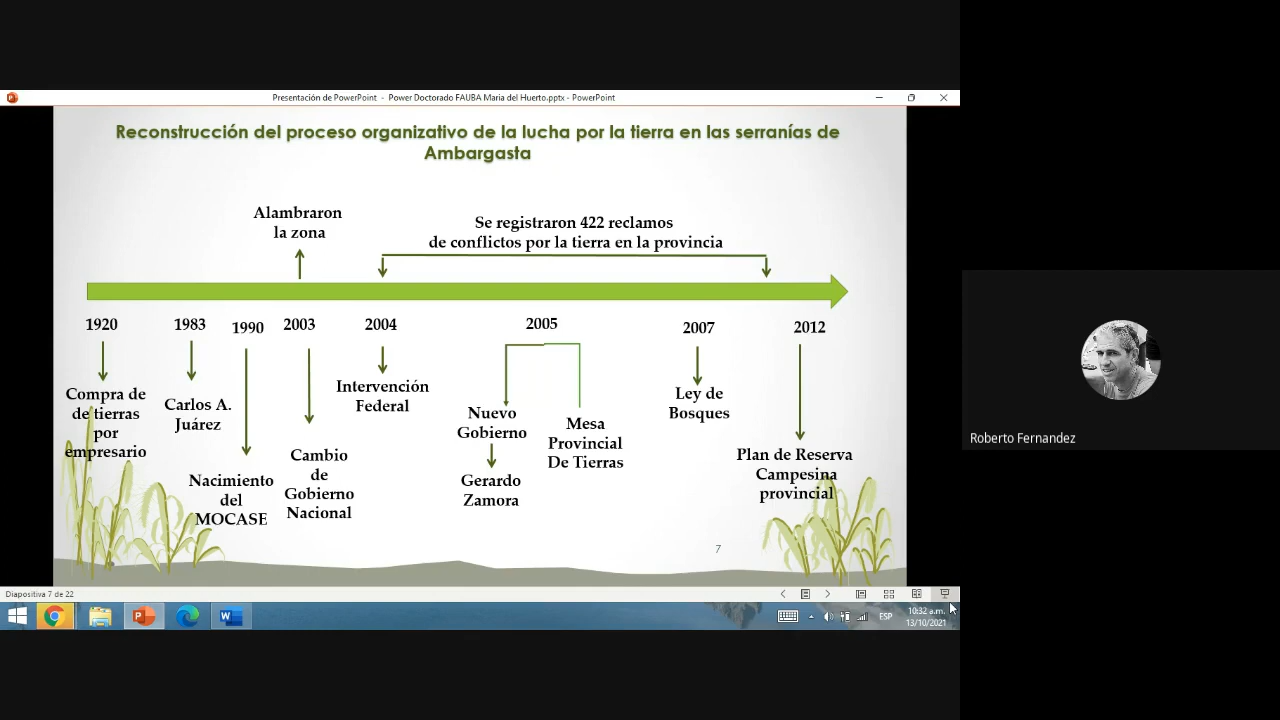 Presentación de PowerPoint - Power Doctorado FAUBA Maria del Huerto.pptx - PowerPoint
Reconstrucción del proceso organizativo de la lucha por la tierra en las serranías de
Ambargasta
Alambraron
la zona
Se registraron 422 reclamos
de conflictos por la tierra en la provincia
1920
1983
1990
2003
2004
2005
2007
2012
Compra de
de tierras
por
empresario
Carlos A.
Juárez
Nacimiento
del
MOCASE
Cambio
de
Gobierno
Nacional
Intervención
Federal
Nuevo
Gobierno
Gerardo
Zamora
Mesa
Provincial
De Tierras
Ley de
Bosques
Plan de Reserva
Campesina
provincial
7
Roberto Fernandez
Diapositiva 7 de 22
ESP
10:32 a.m.
13/10/2021